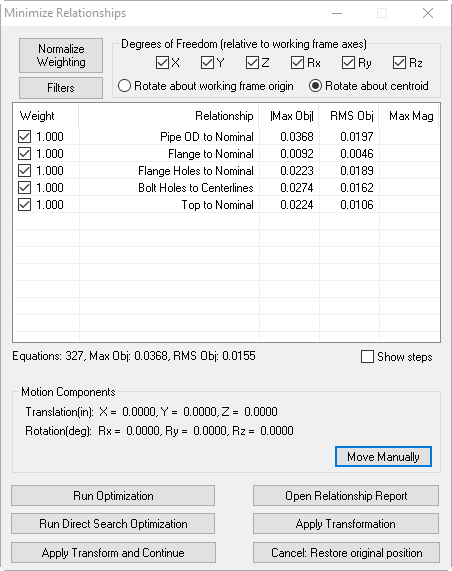 Minimize Relationships
Normalize
Weighting
Filters
Degrees of Freedom (relative to working frame axes)
X Y Z Rx Ry Rz
Rotate about working frame origin Rotate about centroid
Weight Relationship |Max Obj| RMS Obj Max Mag
1.000 Pipe OD to Nominal 0.0368 0.0197
1.000 Flange to Nominal 0.0092 0.0046
1.000 Flange Holes to Nominal 0.0223 0.0189
1.000 Bolt Holes to Centerlines 0.0274 0.0162
1.000 Top to Nominal 0.0224 0.0106
Equations: 327, Max Obj: 0.0368, RMS Obj: 0.0155
Show steps
Motion Components
Translation(in): X = 0.0000, Y = 0.0000, Z = 0.0000
Rotation(deg): Rx = 0.0000, Ry = 0.0000, Rz = 0.0000
Move Manually
Run Optimization Open Relationship Report
Run Direct Search Optimization Apply Transformation
Apply Transform and Continue Cancel: Restore original position